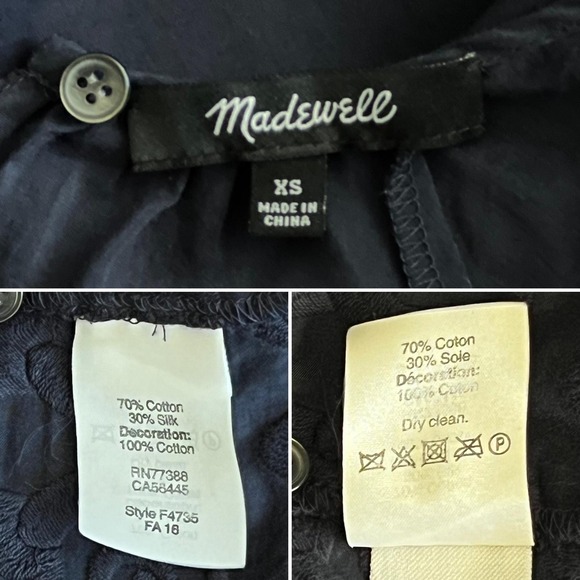 Madewell
XS
MADE IN
CHINA
70% Cotton
30% Silk
Decoration:
100% Cotton
RN77388
CA56445
Style F4735
FA 16
70% Coton
30% Soie
Décoration:
100% Coton
Dry clean.
P